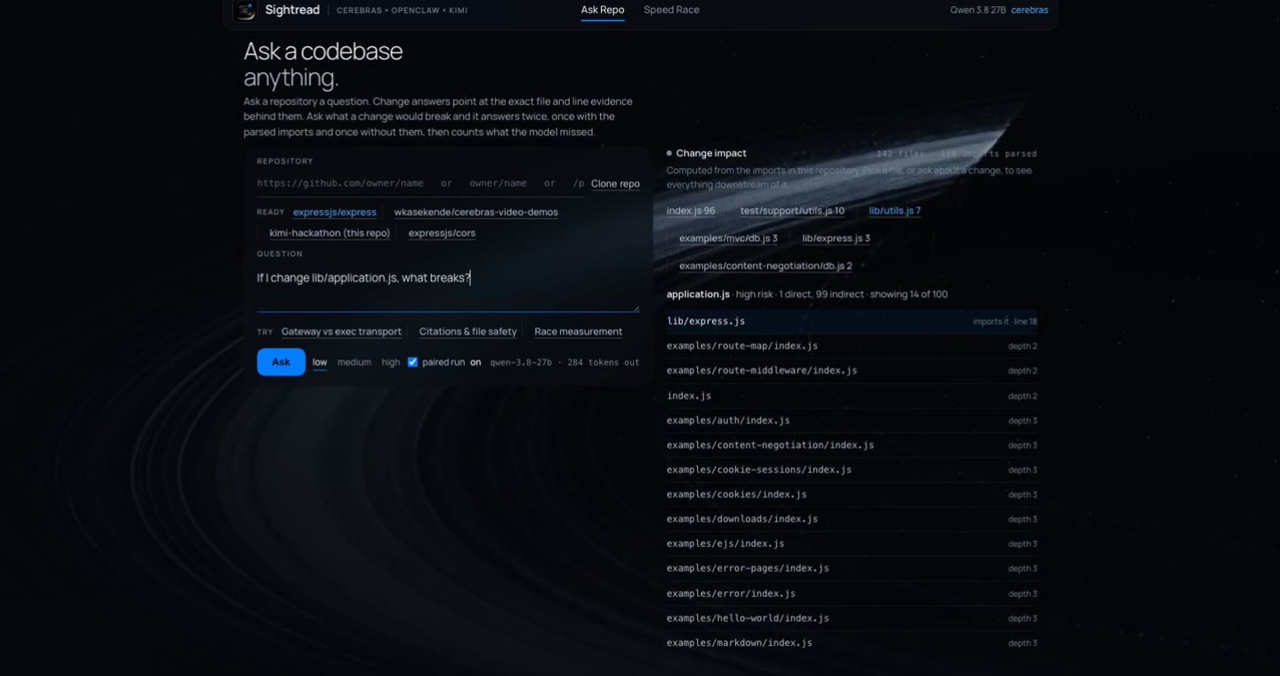 Sightread
CEREBRAS × OPENCLAW × KIMI
Ask Repo
Speed Race
Qwen 3.8 27B cerebras
Ask a codebase
anything.
Ask a repository a question. Change answers point at the exact file and line evidence
behind them. Ask what a change would break and it answers twice, once with the
parsed imports and once without them, then counts what the model missed.
REPOSITORY
https://github.com/owner/name or owner/name or /p Clone repo
READY expressjs/express wkasekende/cerebras-video-demos
kimi-hackathon (this repo) expressjs/cors
QUESTION
If I change lib/application.js, what breaks?
TRY Gateway vs exec transport Citations & file safety Race measurement
Ask low medium high paired run on qwen-3.8-27b · 284 tokens out
Change impact
142 files imports parsed
Computed from the imports in this repository. Pick a file, or ask about a change, to see
everything downstream of it.
index.js 96 test/support/utils.js 10 lib/utils.js 7
examples/mvc/db.js 3 lib/express.js 3
examples/content-negotiation/db.js 2
application.js · high risk · 1 direct, 99 indirect · showing 14 of 100
lib/express.js imports it · line 18
examples/route-map/index.js depth 2
examples/route-middleware/index.js depth 2
index.js depth 2
examples/auth/index.js depth 3
examples/content-negotiation/index.js depth 3
examples/cookie-sessions/index.js depth 3
examples/cookies/index.js depth 3
examples/downloads/index.js depth 3
examples/ejs/index.js depth 3
examples/error-pages/index.js depth 3
examples/error/index.js depth 3
examples/hello-world/index.js depth 3
examples/markdown/index.js depth 3